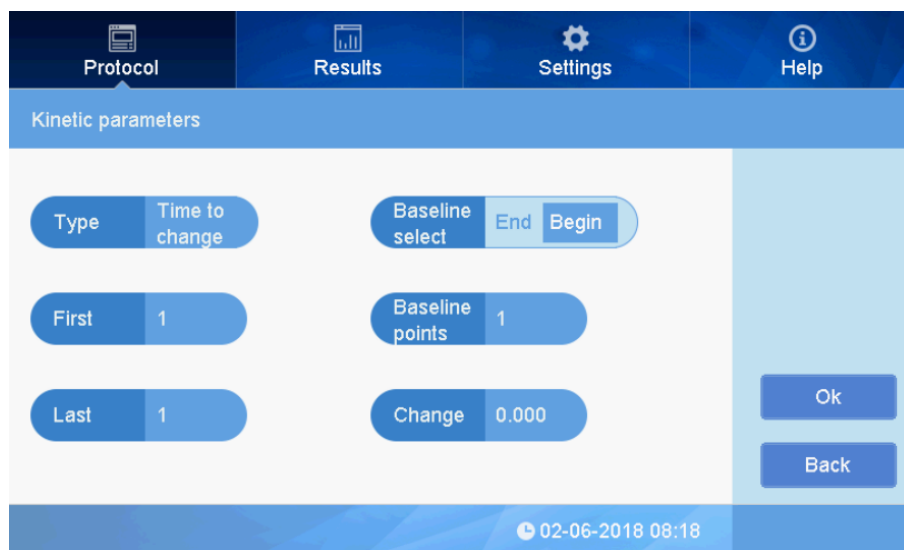 Protocol
Results
Settings
Help
Kinetic parameters
Type
Time to
change
Baseline
select
End
Begin
First
1
Baseline
points
1
Last
1
Change
0.000
Ok
Back
02-06-2018 08:18